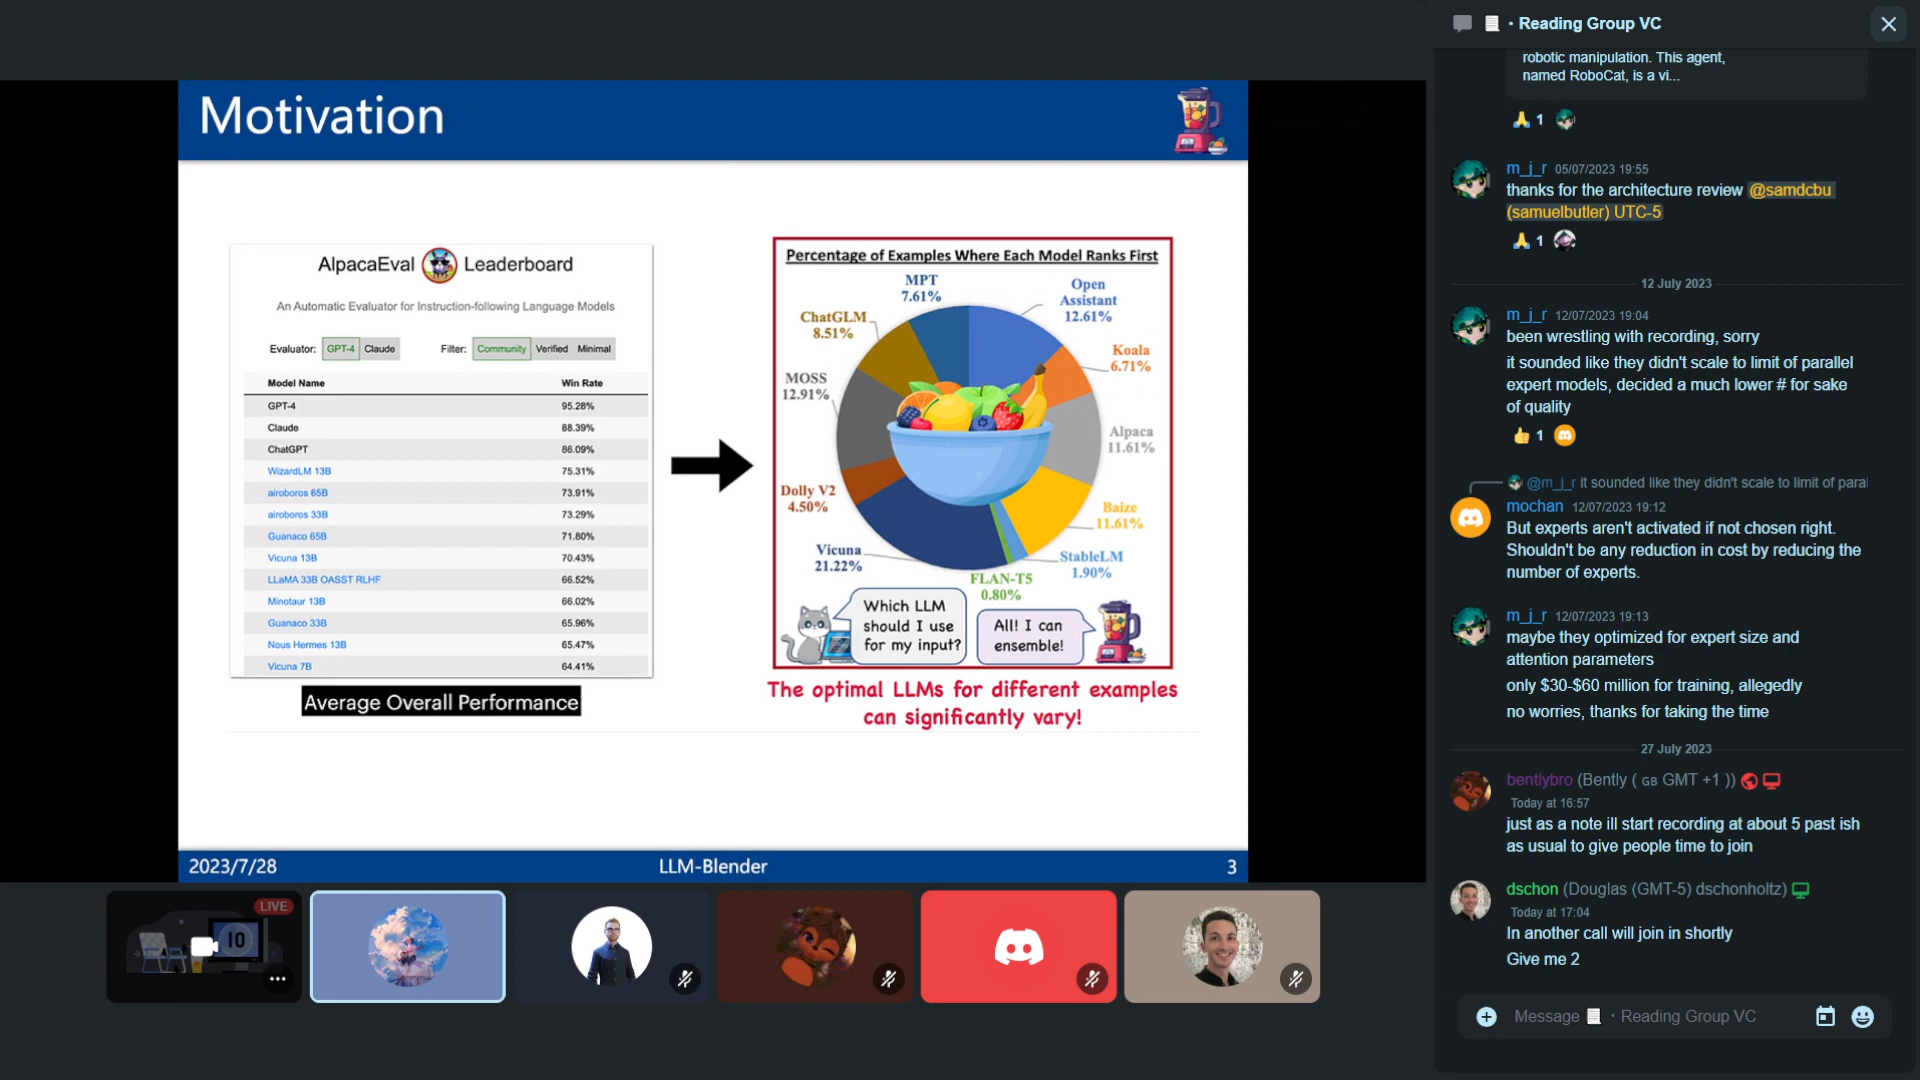 Motivation
AlpacaEval Leaderboard
An Automatic Evaluator for Instruction-following Language Models
Evaluator: GPT-4 Claude Filter: Community Verified Minimal
Model Name Win Rate
GPT-4 95.28%
Claude 88.39%
ChatGPT 86.09%
WizardLM 13B 75.31%
airoboros 65B 73.91%
airoboros 33B 73.29%
Guanaco 65B 71.80%
Vicuna 13B 70.43%
LLaMA 33B OASST RLHF 66.52%
Minotaur 13B 66.02%
Guanaco 33B 65.96%
Nous Hermes 13B 65.47%
Vicuna 7B 64.41%
Average Overall Performance
Percentage of Examples Where Each Model Ranks First
MPT
7.61%
Open
Assistant
12.61%
ChatGLM
8.51%
Koala
6.71%
MOSS
12.91%
Alpaca
11.61%
Dolly V2
4.50%
Baize
11.61%
Vicuna
21.22%
StableLM
1.90%
FLAN-T5
0.80%
Which LLM
should I use
for my input?
All! I can
ensemble!
The optimal LLMs for different examples
can significantly vary!
2023/7/28 LLM-Blender 3
LIVE
10
• Reading Group VC
robotic manipulation. This agent,
named RoboCat, is a vi...
1
m_j_r 05/07/2023 19:55
thanks for the architecture review @samdcbu
(samuelbutler) UTC-5
1
12 July 2023
m_j_r 12/07/2023 19:04
been wrestling with recording, sorry
it sounded like they didn't scale to limit of parallel
expert models, decided a much lower # for sake
of quality
1
@m_j_r it sounded like they didn't scale to limit of paral
mochan 12/07/2023 19:12
But experts aren't activated if not chosen right.
Shouldn't be any reduction in cost by reducing the
number of experts.
m_j_r 12/07/2023 19:13
maybe they optimized for expert size and
attention parameters
only $30-$60 million for training, allegedly
no worries, thanks for taking the time
27 July 2023
bentlybro (Bently ( GB GMT +1 ))
Today at 16:57
just as a note ill start recording at about 5 past ish
as usual to give people time to join
dschon (Douglas (GMT-5) dschonholtz)
Today at 17:04
In another call will join in shortly
Give me 2
Message • Reading Group VC